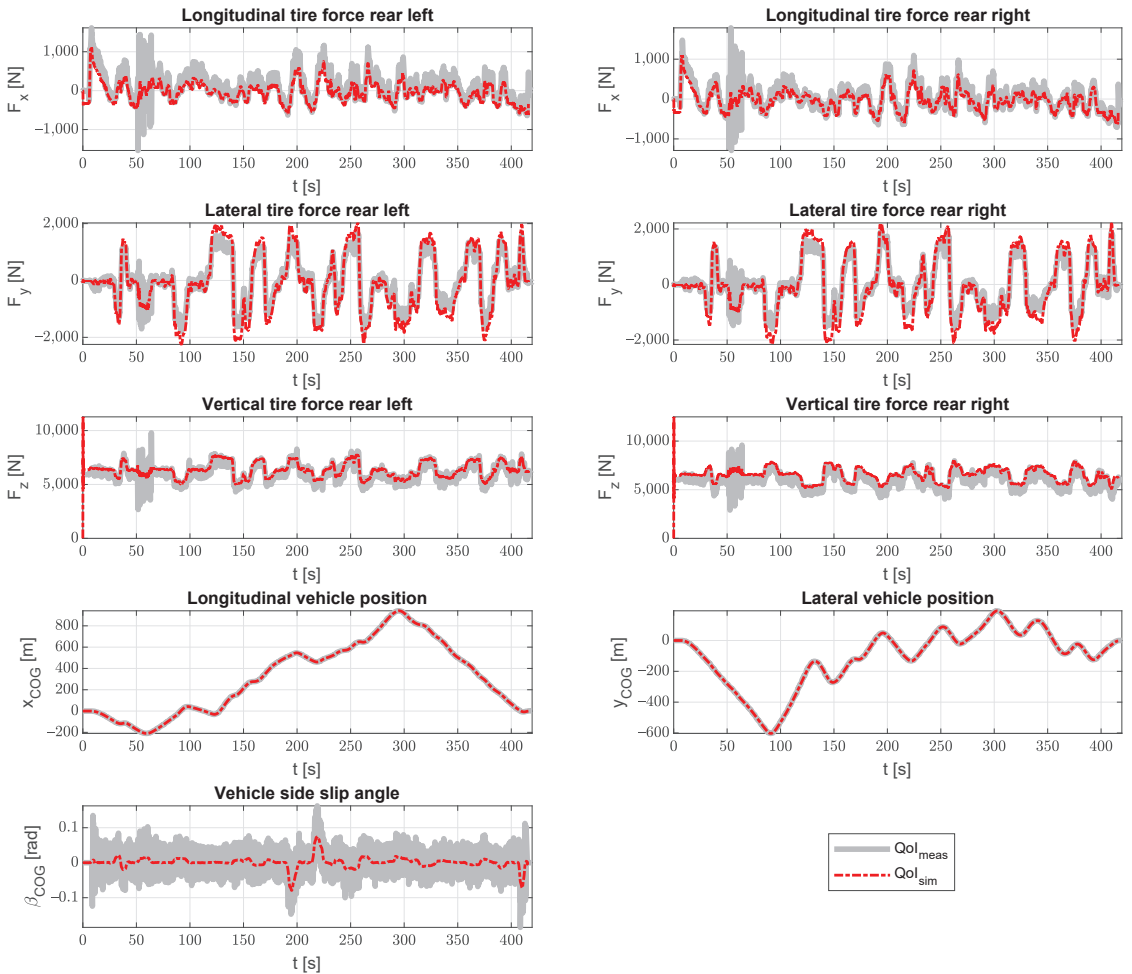 Longitudinal tire force rear left
1,000
0
−1,000
F_x [N]
0 50 100 150 200 250 300 350 400
t [s]
Longitudinal tire force rear right
1,000
0
−1,000
F_x [N]
0 50 100 150 200 250 300 350 400
t [s]
Lateral tire force rear left
2,000
0
−2,000
F_y [N]
0 50 100 150 200 250 300 350 400
t [s]
Lateral tire force rear right
2,000
0
−2,000
F_y [N]
0 50 100 150 200 250 300 350 400
t [s]
Vertical tire force rear left
10,000
5,000
0
F_z [N]
0 50 100 150 200 250 300 350 400
t [s]
Vertical tire force rear right
10,000
5,000
0
F_z [N]
0 50 100 150 200 250 300 350 400
t [s]
Longitudinal vehicle position
800
600
400
200
0
−200
x_COG [m]
0 50 100 150 200 250 300 350 400
t [s]
Lateral vehicle position
0
−200
−400
−600
y_COG [m]
0 50 100 150 200 250 300 350 400
t [s]
Vehicle side slip angle
0.1
0
−0.1
β_COG [rad]
0 50 100 150 200 250 300 350 400
t [s]
QoI_meas
QoI_sim